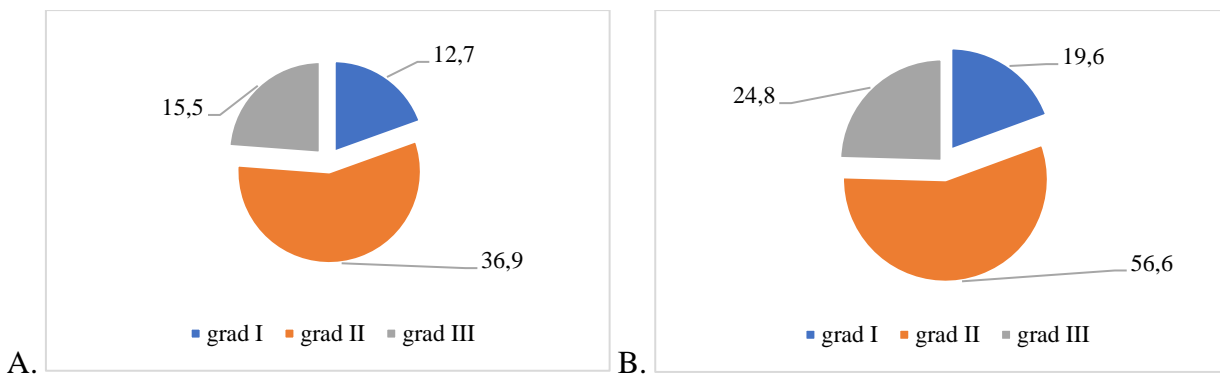 12,7
15,5
36,9
grad I grad II grad III
A.
19,6
24,8
56,6
grad I grad II grad III
B.